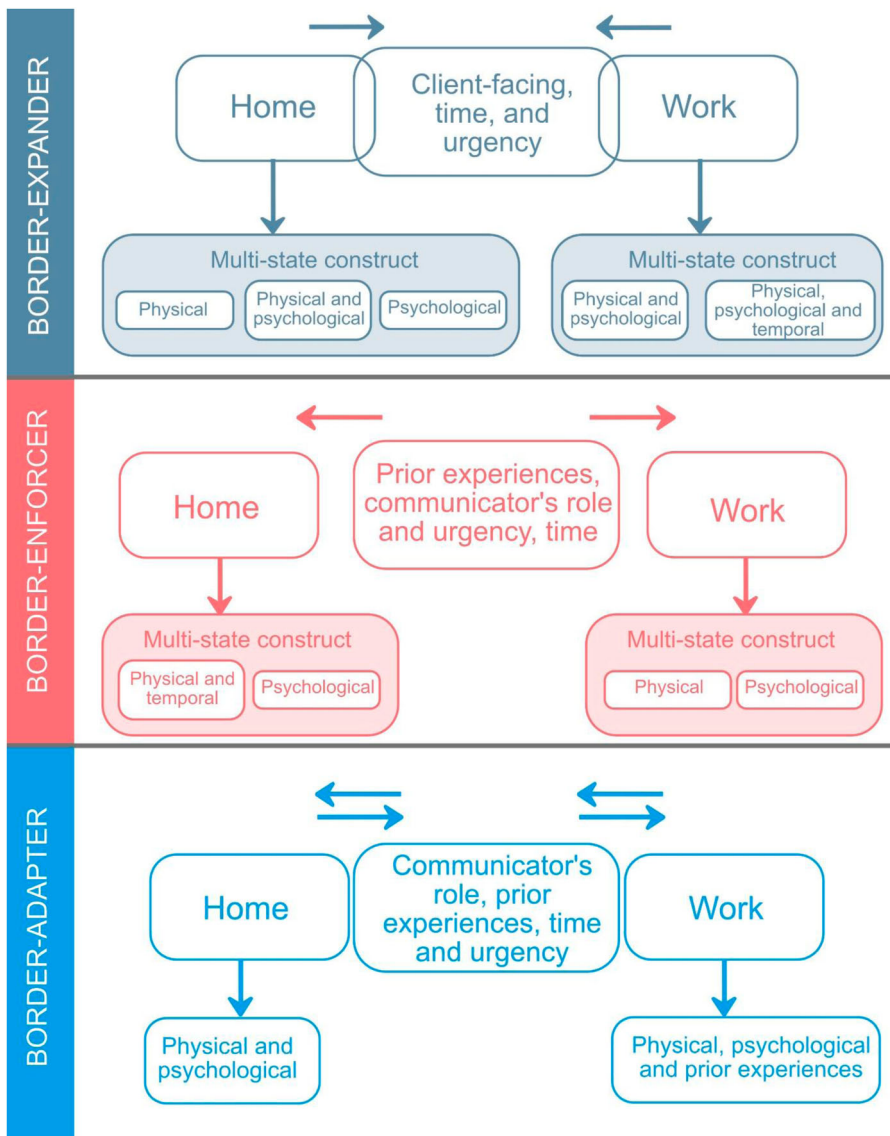 BORDER-EXPANDER
Home
Client-facing,
time, and
urgency
Work
Multi-state construct
Physical
Physical and
psychological
Psychological
Multi-state construct
Physical and
psychological
Physical,
psychological and
temporal
BORDER-ENFORCER
Home
Prior experiences,
communicator's role
and urgency, time
Work
Multi-state construct
Physical and
temporal
Psychological
Multi-state construct
Physical
Psychological
BORDER-ADAPTER
Home
Communicator's
role, prior
experiences, time
and urgency
Work
Physical and
psychological
Physical, psychological
and prior experiences